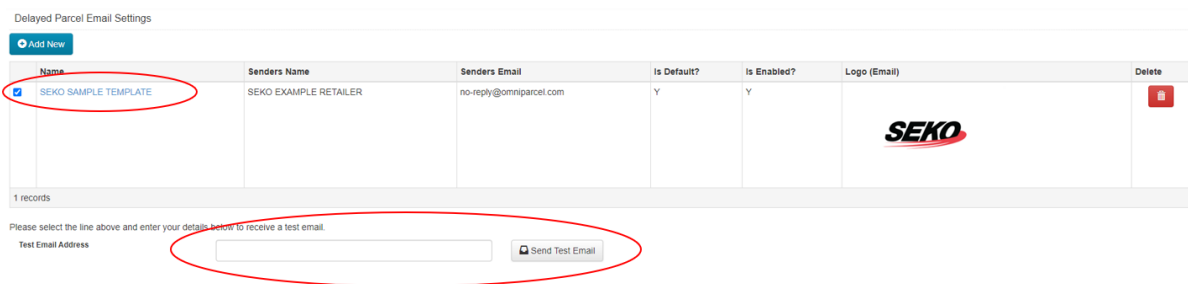 Delayed Parcel Email Settings
Add New
Name Senders Name Senders Email Is Default? Is Enabled? Logo (Email) Delete
SEKO SAMPLE TEMPLATE SEKO EXAMPLE RETAILER no-reply@omniparcel.com Y Y
SEKO
1 records
Please select the line above and enter your details below to receive a test email.
Test Email Address Send Test Email